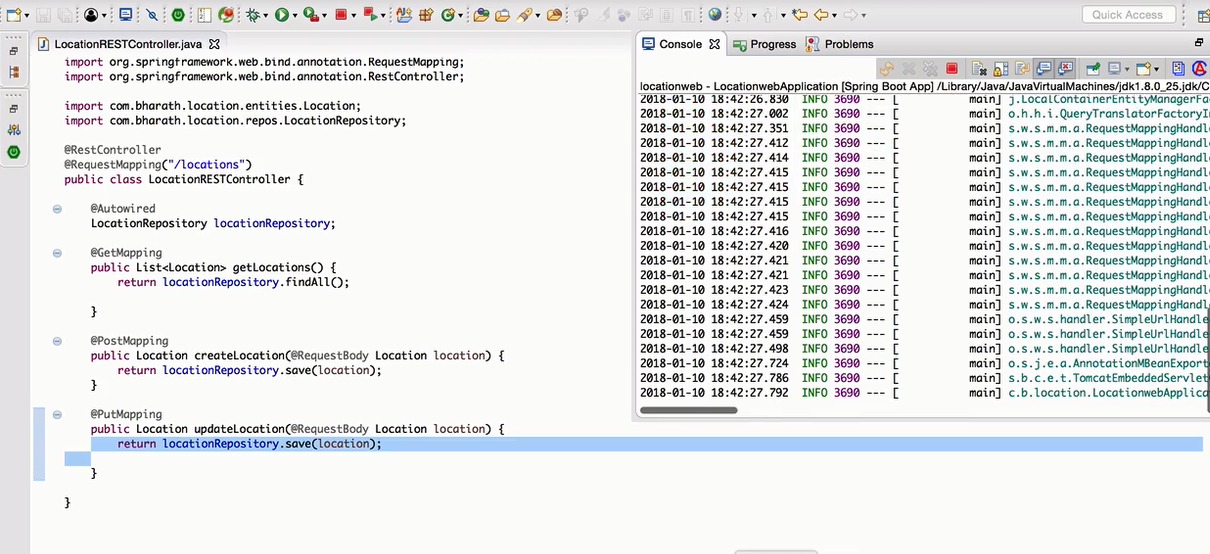 Quick Access
LocationRESTController.java
import org.springframework.web.bind.annotation.RequestMapping;
import org.springframework.web.bind.annotation.RestController;
import com.bharath.location.entities.Location;
import com.bharath.location.repos.LocationRepository;
@RestController
@RequestMapping("/locations")
public class LocationRESTController {
@Autowired
LocationRepository locationRepository;
@GetMapping
public List<Location> getLocations() {
return locationRepository.findAll();
}
@PostMapping
public Location createLocation(@RequestBody Location location) {
return locationRepository.save(location);
}
@PutMapping
public Location updateLocation(@RequestBody Location location) {
return locationRepository.save(location);
}
}
Console Progress Problems
locationweb - LocationwebApplication [Spring Boot App] /Library/Java/JavaVirtualMachines/jdk1.8.0_25.jdk/C
2018-01-10 18:42:26.830 INFO 3690 --- [ main] j.LocalContainerEntityManagerFa
2018-01-10 18:42:27.002 INFO 3690 --- [ main] o.h.h.i.QueryTranslatorFactoryI
2018-01-10 18:42:27.351 INFO 3690 --- [ main] s.w.s.m.m.a.RequestMappingHandl
2018-01-10 18:42:27.412 INFO 3690 --- [ main] s.w.s.m.m.a.RequestMappingHandl
2018-01-10 18:42:27.414 INFO 3690 --- [ main] s.w.s.m.m.a.RequestMappingHandl
2018-01-10 18:42:27.415 INFO 3690 --- [ main] s.w.s.m.m.a.RequestMappingHandl
2018-01-10 18:42:27.415 INFO 3690 --- [ main] s.w.s.m.m.a.RequestMappingHandl
2018-01-10 18:42:27.415 INFO 3690 --- [ main] s.w.s.m.m.a.RequestMappingHandl
2018-01-10 18:42:27.415 INFO 3690 --- [ main] s.w.s.m.m.a.RequestMappingHandl
2018-01-10 18:42:27.416 INFO 3690 --- [ main] s.w.s.m.m.a.RequestMappingHandl
2018-01-10 18:42:27.420 INFO 3690 --- [ main] s.w.s.m.m.a.RequestMappingHandl
2018-01-10 18:42:27.421 INFO 3690 --- [ main] s.w.s.m.m.a.RequestMappingHandl
2018-01-10 18:42:27.421 INFO 3690 --- [ main] s.w.s.m.m.a.RequestMappingHandl
2018-01-10 18:42:27.423 INFO 3690 --- [ main] s.w.s.m.m.a.RequestMappingHandl
2018-01-10 18:42:27.424 INFO 3690 --- [ main] s.w.s.m.m.a.RequestMappingHandl
2018-01-10 18:42:27.459 INFO 3690 --- [ main] o.s.w.s.handler.SimpleUrlHandle
2018-01-10 18:42:27.459 INFO 3690 --- [ main] o.s.w.s.handler.SimpleUrlHandle
2018-01-10 18:42:27.498 INFO 3690 --- [ main] o.s.w.s.handler.SimpleUrlHandle
2018-01-10 18:42:27.724 INFO 3690 --- [ main] o.s.j.e.a.AnnotationMBeanExport
2018-01-10 18:42:27.786 INFO 3690 --- [ main] s.b.c.e.t.TomcatEmbeddedServlet
2018-01-10 18:42:27.792 INFO 3690 --- [ main] c.b.location.LocationwebApplica